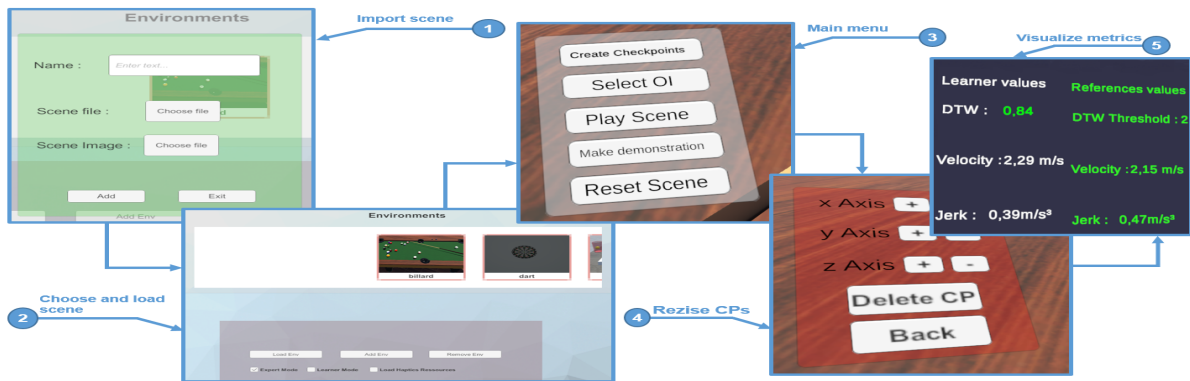 Environments
Import scene
1
Name :
Enter text...
Scene file :
Choose file
d
Scene Image :
Choose file
Add
Exit
Add Env
2
Choose and load
scene
Environments
billard
dart
Load Env
Add Env
Remove Env
Expert Mode
Learner Mode
Load Haptics Ressources
Main menu
3
Create Checkpoints
Select OI
Play Scene
Make demonstration
Reset Scene
4
Rezise CPs
x Axis +
y Axis +
z Axis + -
Delete CP
Back
Visualize metrics
5
Learner values
References values
DTW : 0,84
DTW Threshold : 2
Velocity :2,29 m/s
Velocity :2,15 m/s
Jerk : 0,39m/s³
Jerk : 0,47m/s³